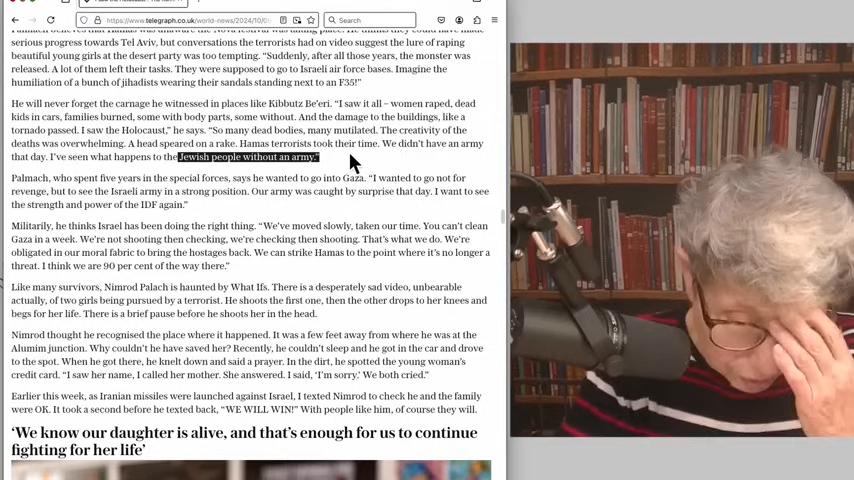 https://www.telegraph.co.uk/world-news/2024/10/0
Search
serious progress towards Tel Aviv, but conversations the terrorists had on video suggest the lure of raping
beautiful young girls at the desert party was too tempting. “Suddenly, after all those years, the monster was
released. A lot of them left their tasks. They were supposed to go to Israeli air force bases. Imagine the
humiliation of a bunch of jihadists wearing their sandals standing next to an F35!”
He will never forget the carnage he witnessed in places like Kibbutz Be’eri. “I saw it all – women raped, dead
kids in cars, families burned, some with body parts, some without. And the damage to the buildings, like a
tornado passed. I saw the Holocaust,” he says. “So many dead bodies, many mutilated. The creativity of the
deaths was overwhelming. A head speared on a rake. Hamas terrorists took their time. We didn’t have an army
that day. I’ve seen what happens to the Jewish people without an army.”
Palmach, who spent five years in the special forces, says he wanted to go into Gaza. “I wanted to go not for
revenge, but to see the Israeli army in a strong position. Our army was caught by surprise that day. I want to see
the strength and power of the IDF again.”
Militarily, he thinks Israel has been doing the right thing. “We’ve moved slowly, taken our time. You can’t clean
Gaza in a week. We’re not shooting then checking, we’re checking then shooting. That’s what we do. We’re
obligated in our moral fabric to bring the hostages back. We can strike Hamas to the point where it’s no longer a
threat. I think we are 90 per cent of the way there.”
Like many survivors, Nimrod Palach is haunted by What Ifs. There is a desperately sad video, unbearable
actually, of two girls being pursued by a terrorist. He shoots the first one, then the other drops to her knees and
begs for her life. There is a brief pause before he shoots her in the head.
Nimrod thought he recognised the place where it happened. It was a few feet away from where he was at the
Alumim junction. Why couldn’t he have saved her? Recently, he couldn’t sleep and he got in the car and drove
to the spot. When he got there, he knelt down and said a prayer. In the dirt, he spotted the young woman’s
credit card. “I saw her name, I called her mother. She answered. I said, ‘I’m sorry.’ We both cried.”
Earlier this week, as Iranian missiles were launched against Israel, I texted Nimrod to check he and the family
were OK. It took a second before he texted back, “WE WILL WIN!” With people like him, of course they will.
‘We know our daughter is alive, and that’s enough for us to continue
fighting for her life’